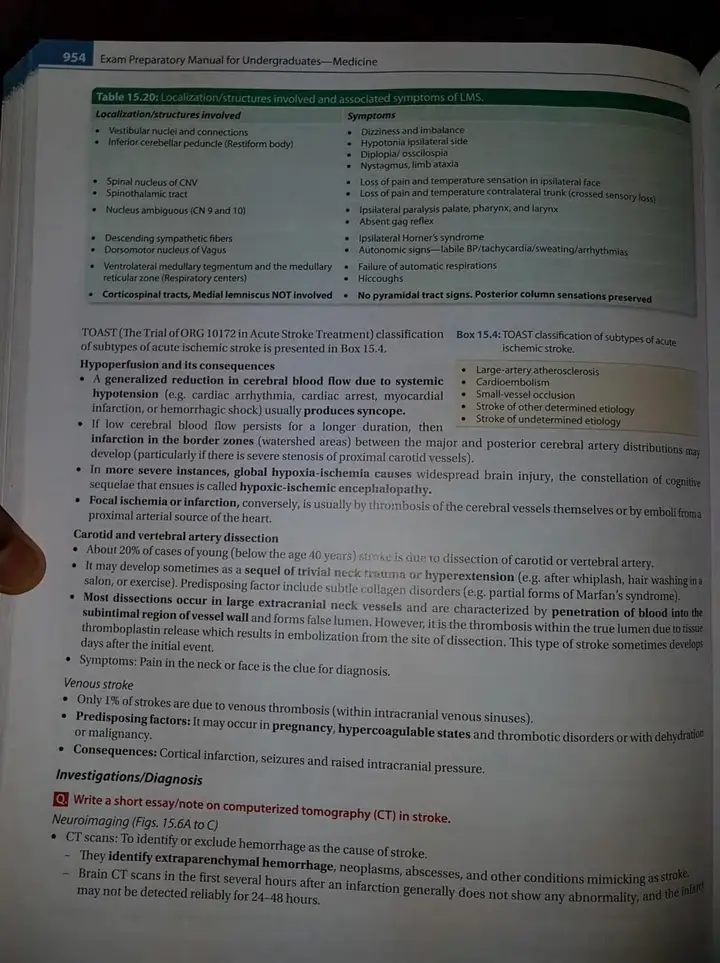 954 Exam Preparatory Manual for Undergraduates—Medicine
Table 15.20: Localization/structures involved and associated symptoms of LMS.
Localization/structures involved Symptoms
• Vestibular nuclei and connections
• Inferior cerebellar peduncle (Restiform body)
• Dizziness and imbalance
• Hypotonia ipsilateral side
• Diplopia/ osscilospia
• Nystagmus, limb ataxia
• Spinal nucleus of CNV
• Spinothalamic tract
• Loss of pain and temperature sensation in ipsilateral face
• Loss of pain and temperature contralateral trunk (crossed sensory loss)
• Nucleus ambiguous (CN 9 and 10)
• Ipsilateral paralysis palate, pharynx, and larynx
• Absent gag reflex
• Descending sympathetic fibers
• Dorsomotor nucleus of Vagus
• Ipsilateral Horner's syndrome
• Autonomic signs—labile BP/tachycardia/sweating/arrhythmias
• Ventrolateral medullary tegmentum and the medullary
reticular zone (Respiratory centers)
• Failure of automatic respirations
• Hiccoughs
• Corticospinal tracts, Medial lemniscus NOT involved
• No pyramidal tract signs. Posterior column sensations preserved
TOAST (The Trial of ORG 10172 in Acute Stroke Treatment) classification
of subtypes of acute ischemic stroke is presented in Box 15.4.
Box 15.4: TOAST classification of subtypes of acute
ischemic stroke.
• Large-artery atherosclerosis
• Cardioembolism
• Small-vessel occlusion
• Stroke of other determined etiology
• Stroke of undetermined etiology
Hypoperfusion and its consequences
• A generalized reduction in cerebral blood flow due to systemic
hypotension (e.g. cardiac arrhythmia, cardiac arrest, myocardial
infarction, or hemorrhagic shock) usually produces syncope.
• If low cerebral blood flow persists for a longer duration, then
infarction in the border zones (watershed areas) between the major and posterior cerebral artery distributions may
develop (particularly if there is severe stenosis of proximal carotid vessels).
• In more severe instances, global hypoxia-ischemia causes widespread brain injury, the constellation of cognitive
sequelae that ensues is called hypoxic-ischemic encephalopathy.
• Focal ischemia or infarction, conversely, is usually by thrombosis of the cerebral vessels themselves or by emboli from a
proximal arterial source of the heart.
Carotid and vertebral artery dissection
• About 20% of cases of young (below the age 40 years) stroke is due to dissection of carotid or vertebral artery.
• It may develop sometimes as a sequel of trivial neck trauma or hyperextension (e.g. after whiplash, hair washing in a
salon, or exercise). Predisposing factor include subtle collagen disorders (e.g. partial forms of Marfan's syndrome).
• Most dissections occur in large extracranial neck vessels and are characterized by penetration of blood into the
subintimal region of vessel wall and forms false lumen. However, it is the thrombosis within the true lumen due to tissue
thromboplastin release which results in embolization from the site of dissection. This type of stroke sometimes develops
days after the initial event.
• Symptoms: Pain in the neck or face is the clue for diagnosis.
Venous stroke
• Only 1% of strokes are due to venous thrombosis (within intracranial venous sinuses).
• Predisposing factors: It may occur in pregnancy, hypercoagulable states and thrombotic disorders or with dehydration
or malignancy.
• Consequences: Cortical infarction, seizures and raised intracranial pressure.
Investigations/Diagnosis
Q. Write a short essay/note on computerized tomography (CT) in stroke.
Neuroimaging (Figs. 15.6A to C)
• CT scans: To identify or exclude hemorrhage as the cause of stroke.
– They identify extraparenchymal hemorrhage, neoplasms, abscesses, and other conditions mimicking as stroke.
– Brain CT scans in the first several hours after an infarction generally does not show any abnormality, and the infarct
may not be detected reliably for 24–48 hours.